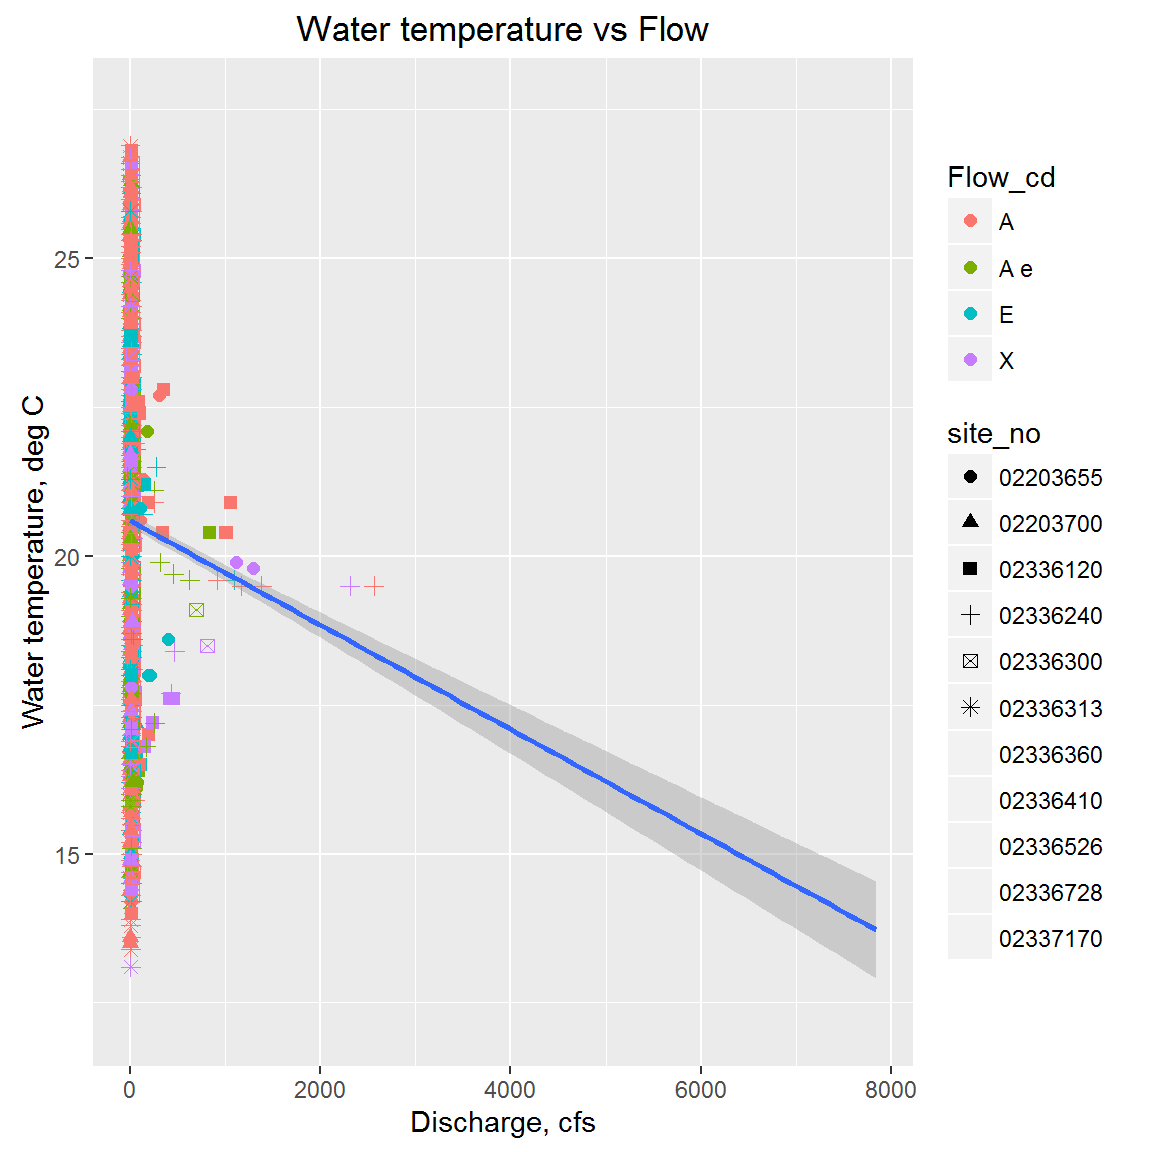 Water temperature vs Flow
25
20
15
Water temperature, deg C
0 2000 4000 6000 8000
Discharge, cfs
Flow_cd
A
A e
E
X
site_no
02203655
02203700
02336120
02336240
02336300
02336313
02336360
02336410
02336526
02336728
02337170